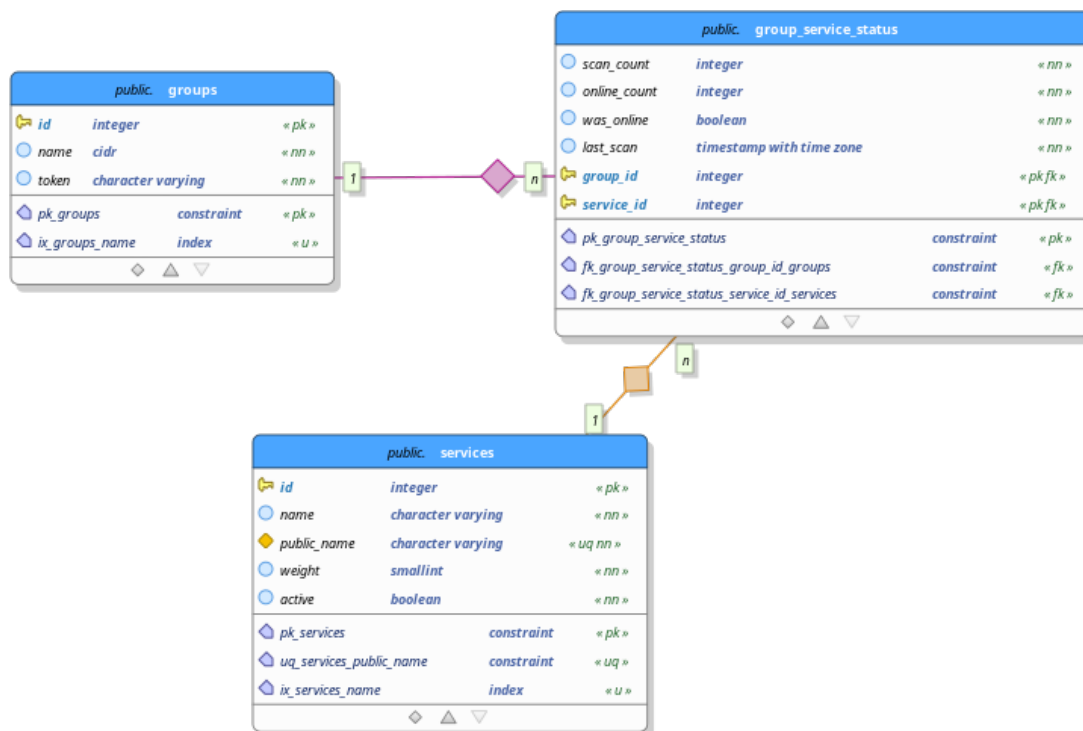 public. groups
id integer « pk »
name cidr « nn »
token character varying « nn »
pk_groups constraint « pk »
ix_groups_name index « u »
1
n
public. group_service_status
scan_count integer « nn »
online_count integer « nn »
was_online boolean « nn »
last_scan timestamp with time zone « nn »
group_id integer « pk fk »
service_id integer « pk fk »
pk_group_service_status constraint « pk »
fk_group_service_status_group_id_groups constraint « fk »
fk_group_service_status_service_id_services constraint « fk »
n
1
public. services
id integer « pk »
name character varying « nn »
public_name character varying « uq nn »
weight smallint « nn »
active boolean « nn »
pk_services constraint « pk »
uq_services_public_name constraint « uq »
ix_services_name index « u »